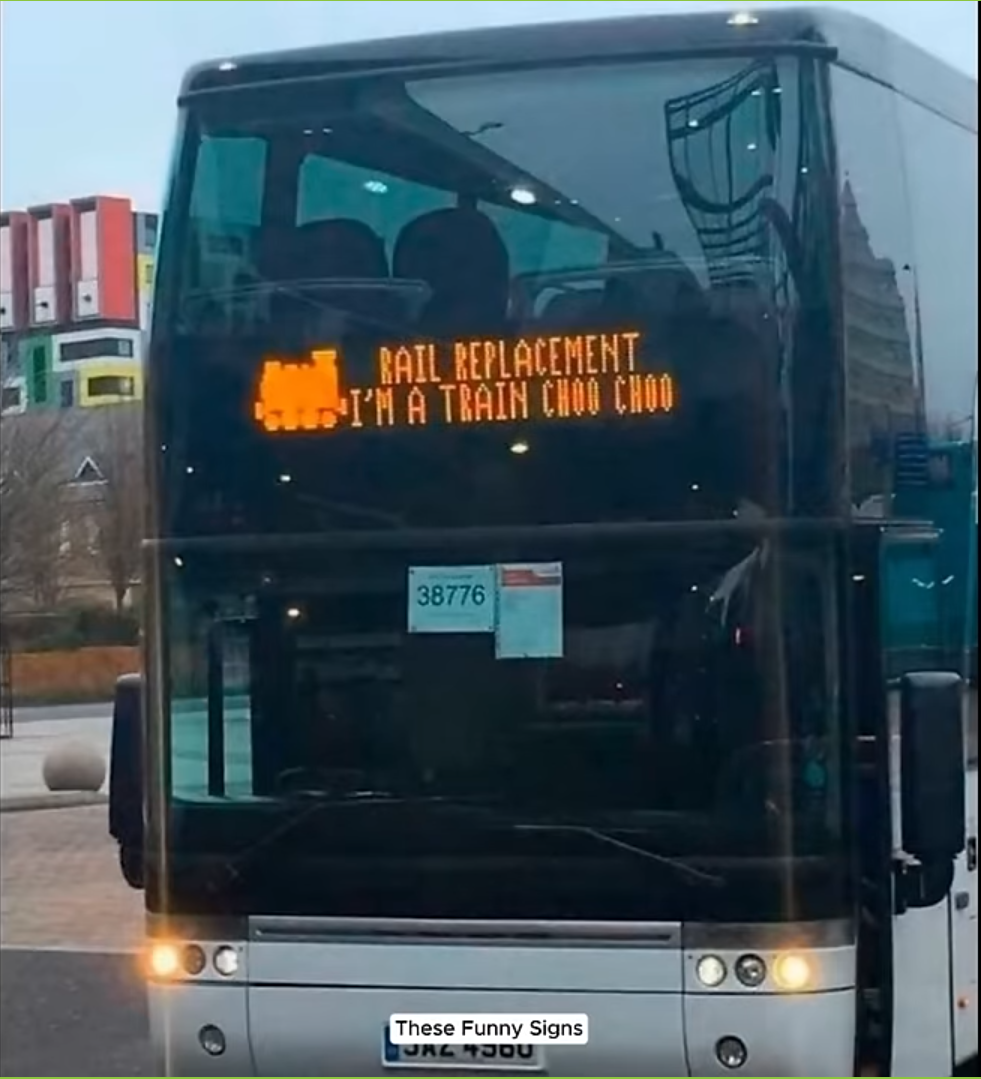 RAIL REPLACEMENT
I'M A TRAIN CHOO CHOO
38776
These Funny Signs